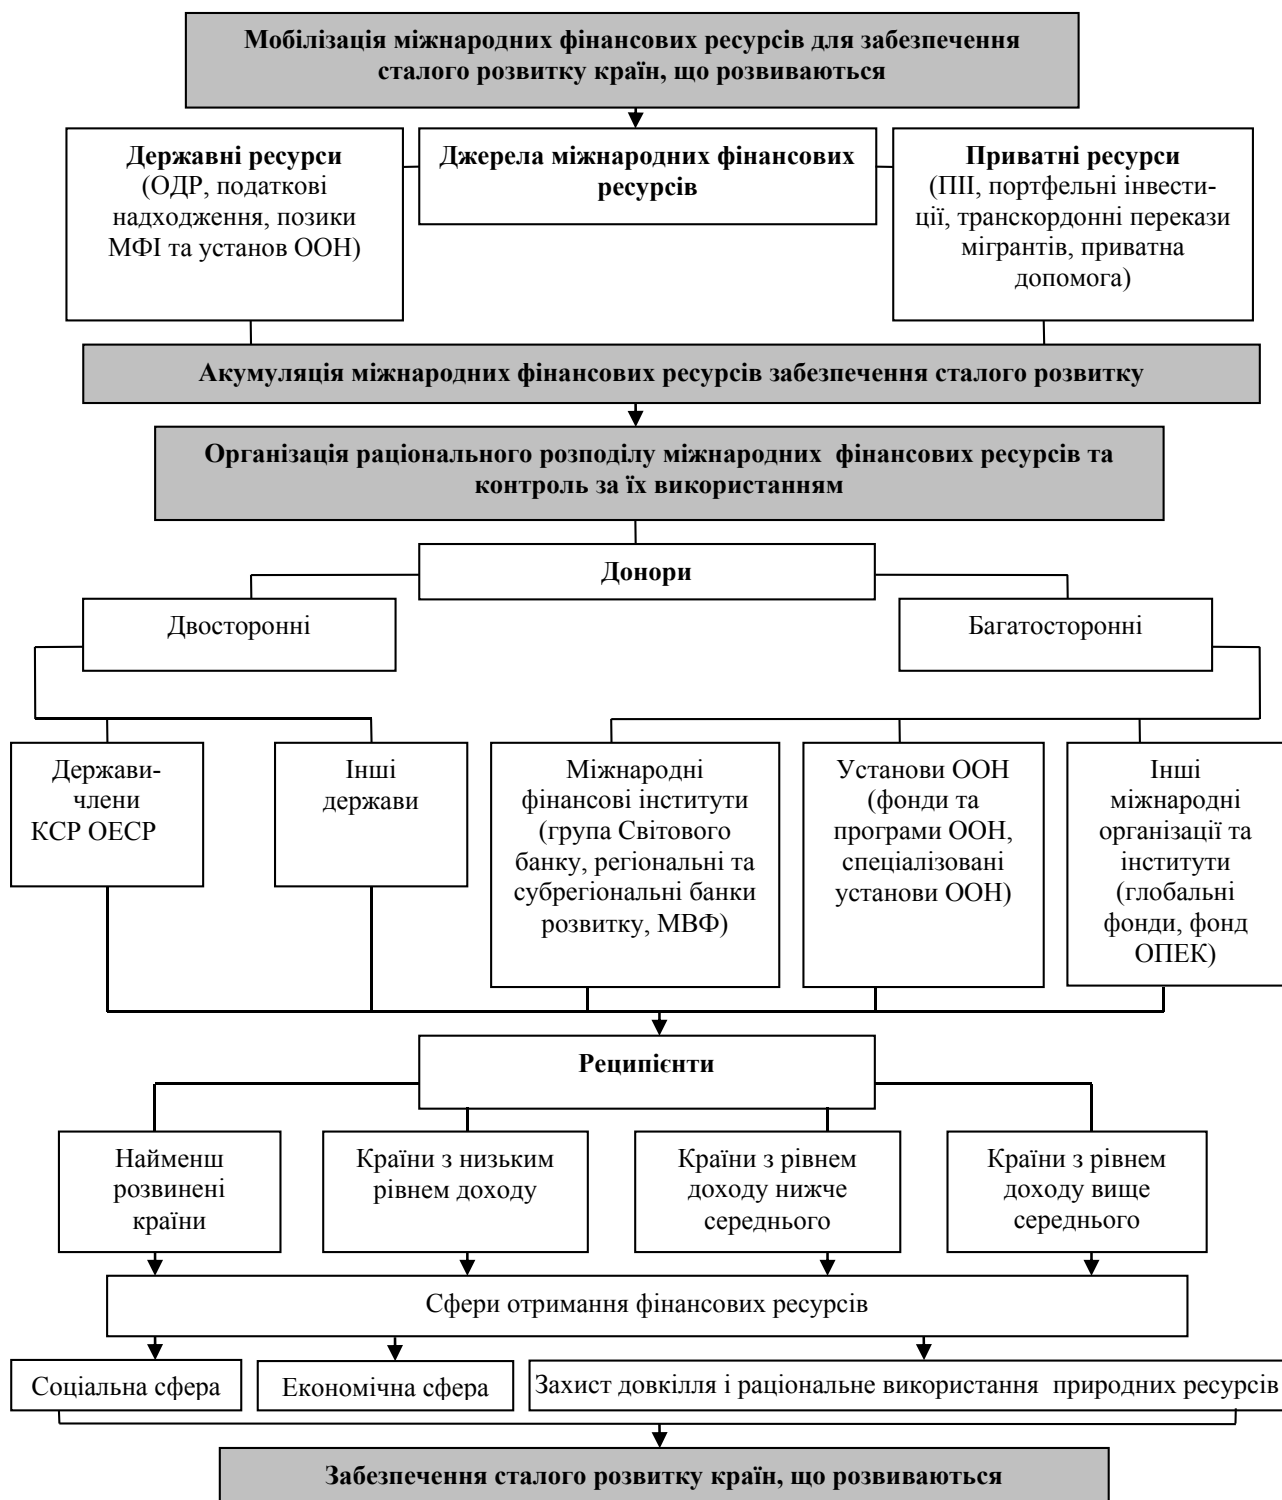 Мобілізація міжнародних фінансових ресурсів для забезпечення
сталого розвитку країн, що розвиваються
Державні ресурси
(ОДР, податкові
надходження, позики
МФІ та установ ООН)
Джерела міжнародних фінансових
ресурсів
Приватні ресурси
(ПІІ, портфельні інвести-
ції, транскордонні перекази
мігрантів, приватна
допомога)
Акумуляція міжнародних фінансових ресурсів забезпечення сталого розвитку
Організація раціонального розподілу міжнародних фінансових ресурсів та
контроль за їх використанням
Донори
Двосторонні
Багатосторонні
Держави-
члени
КСР ОЕСР
Інші
держави
Міжнародні
фінансові інститути
(група Світового
банку, регіональні та
субрегіональні банки
розвитку, МВФ)
Установи ООН
(фонди та
програми ООН,
спеціалізовані
установи ООН)
Інші
міжнародні
організації та
інститути
(глобальні
фонди, фонд
ОПЕК)
Реципієнти
Найменш
розвинені
країни
Країни з низьким
рівнем доходу
Країни з рівнем
доходу нижче
середнього
Країни з рівнем
доходу вище
середнього
Сфери отримання фінансових ресурсів
Соціальна сфера
Економічна сфера
Захист довкілля і раціональне використання природних ресурсів
Забезпечення сталого розвитку країн, що розвиваються